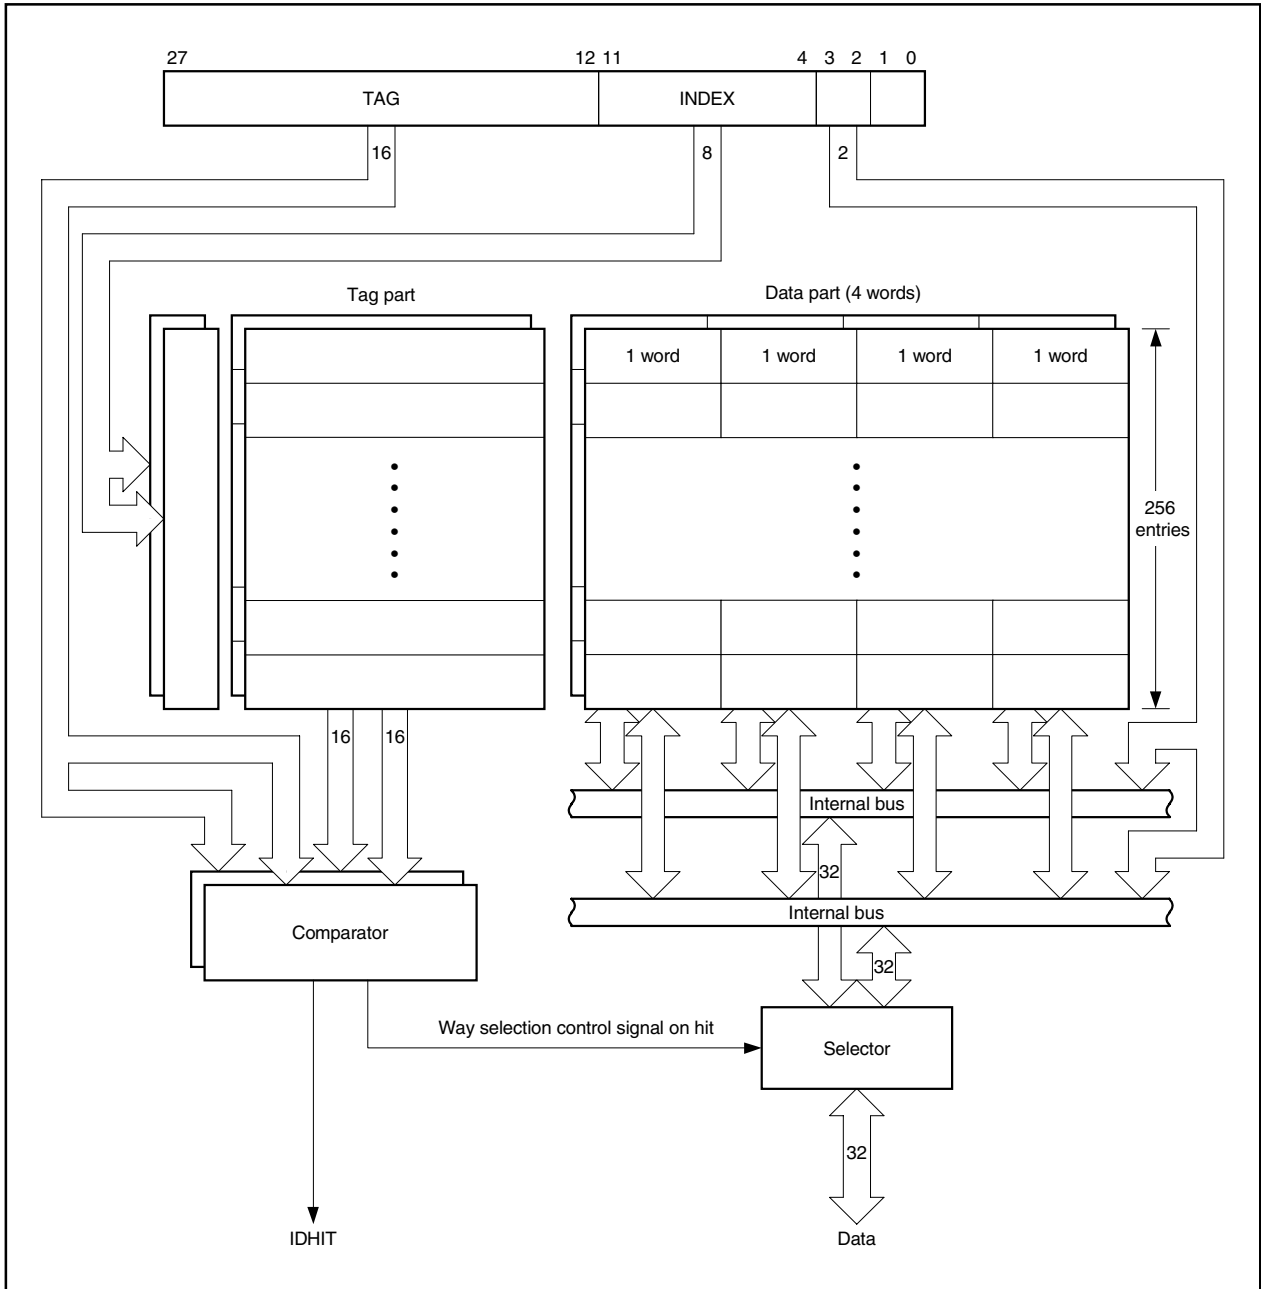 27 12 11 4 3 2 1 0
TAG INDEX
16 8 2
Tag part Data part (4 words)
1 word 1 word 1 word 1 word
256
entries
16 16
Internal bus
32
Internal bus
Comparator
32
Way selection control signal on hit
Selector
32
IDHIT Data